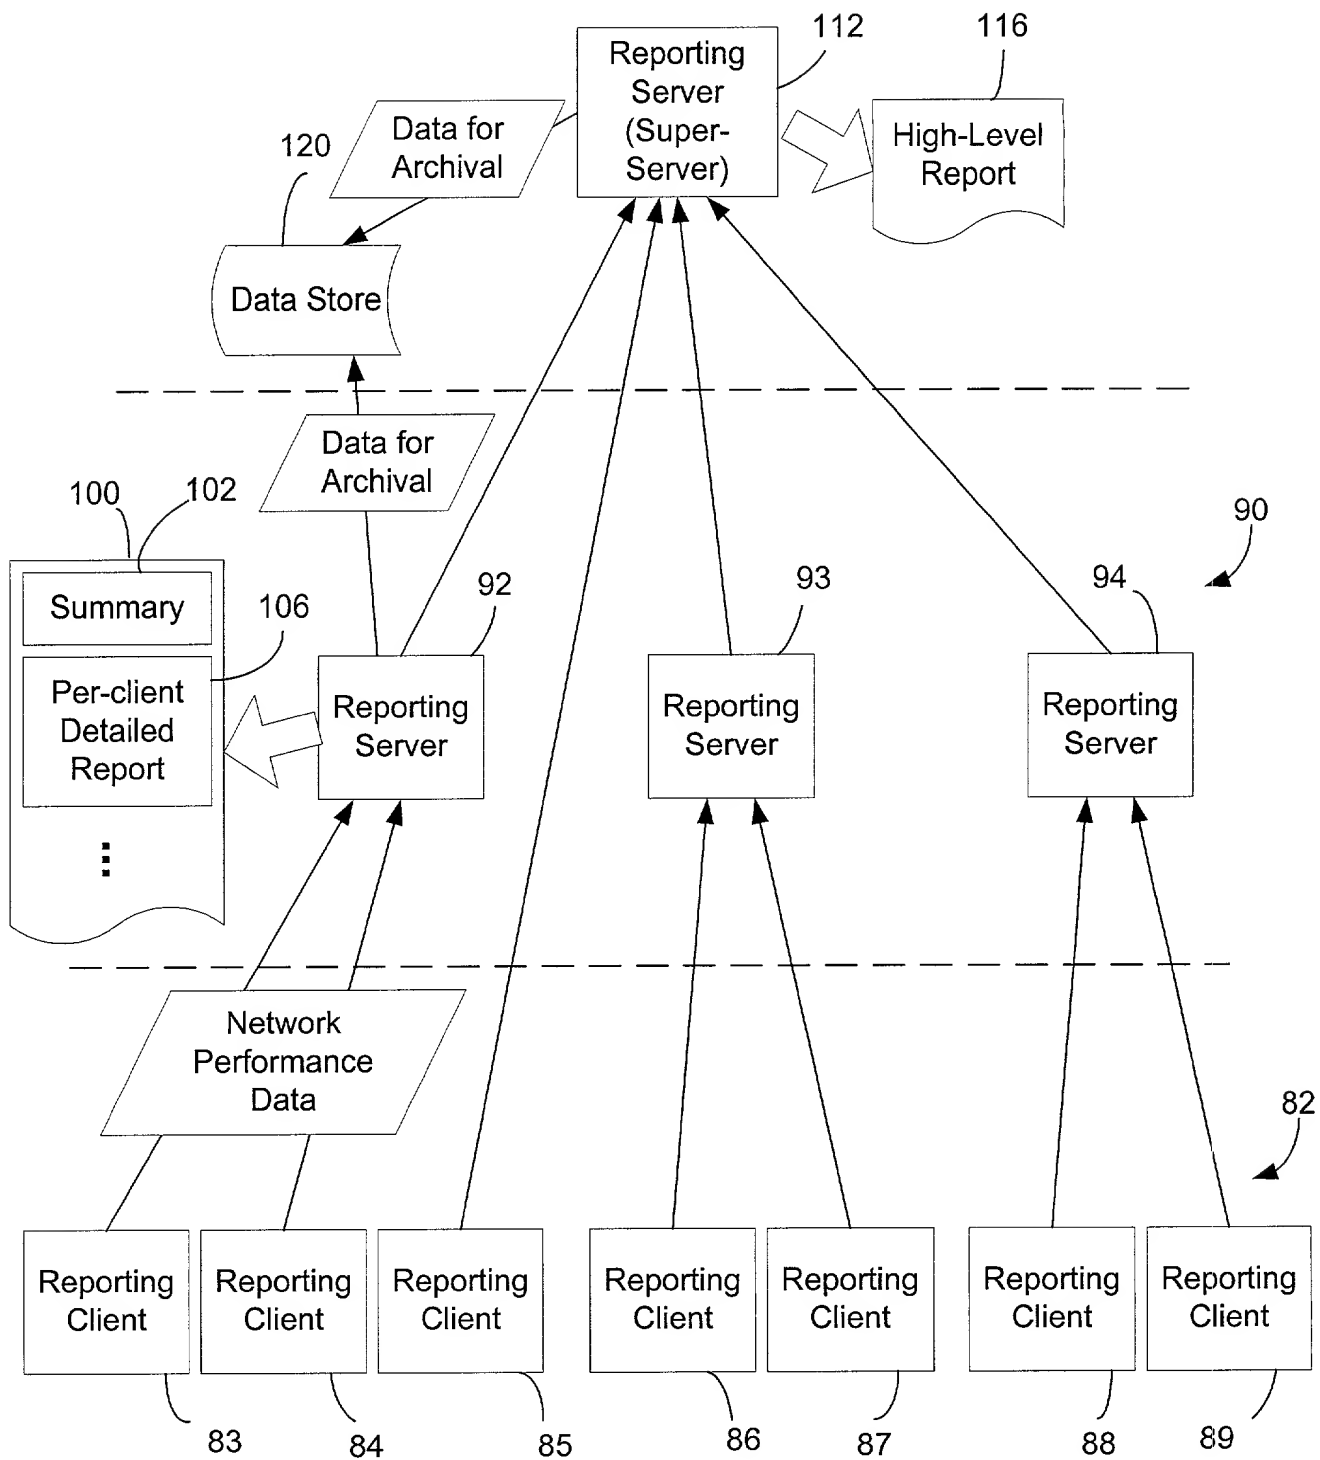 112
116
Reporting
Server
(Super-
Server)
Data for
Archival
High-Level
Report
120
Data Store
Data for
Archival
100
102
90
Summary
106
92
93
94
Per-client
Detailed
Report
Reporting
Server
Reporting
Server
Reporting
Server
Network
Performance
Data
82
Reporting
Client
Reporting
Client
Reporting
Client
Reporting
Client
Reporting
Client
Reporting
Client
Reporting
Client
83
84
85
86
87
88
89